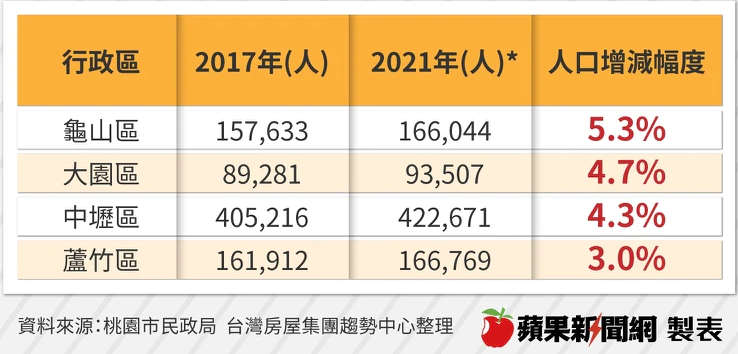 行政區 2017年(人) 2021年(人)* 人口增減幅度
龜山區 157,633 166,044 5.3%
大園區 89,281 93,507 4.7%
中壢區 405,216 422,671 4.3%
蘆竹區 161,912 166,769 3.0%
資料來源:桃園市民政局 台灣房屋集團趨勢中心整理 蘋果新聞網 製表